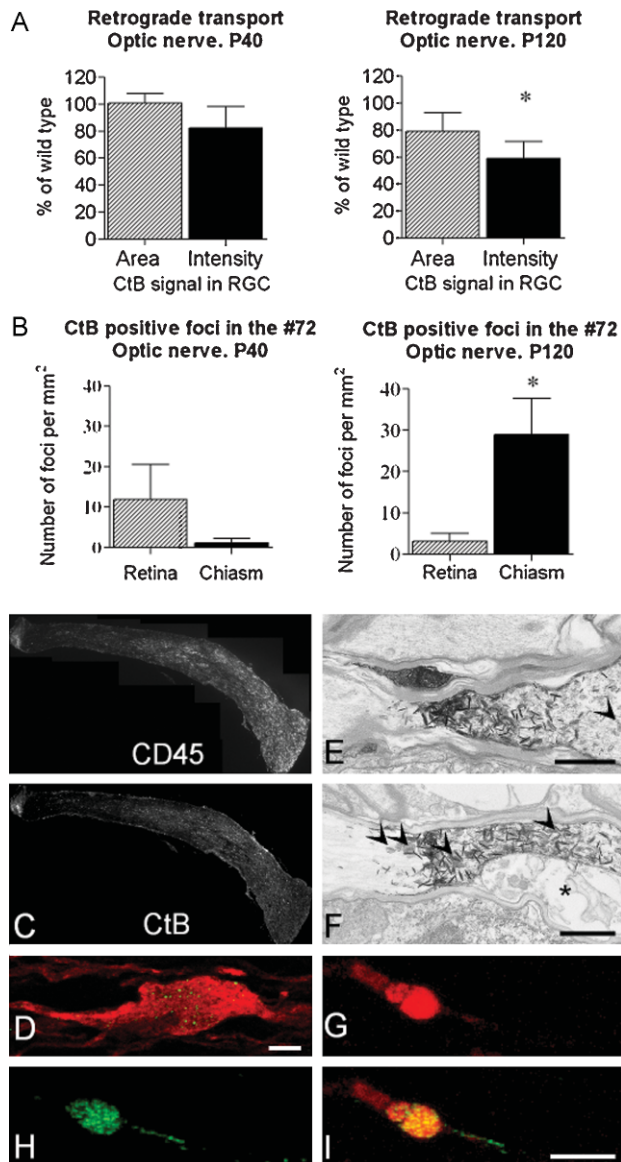 A
Retrograde transport
Optic nerve. P40
% of wild type
120
100
80
60
40
20
0
Area
Intensity
CtB signal in RGC
Retrograde transport
Optic nerve. P120
% of wild type
120
100
80
60
40
20
0
*
Area
Intensity
CtB signal in RGC
B
CtB positive foci in the #72
Optic nerve. P40
Number of foci per mm²
40
30
20
10
0
Retina
Chiasm
CtB positive foci in the #72
Optic nerve. P120
Number of foci per mm²
40
30
20
10
0
*
Retina
Chiasm
CD45
E
C
CtB
F
*
D
G
H
I